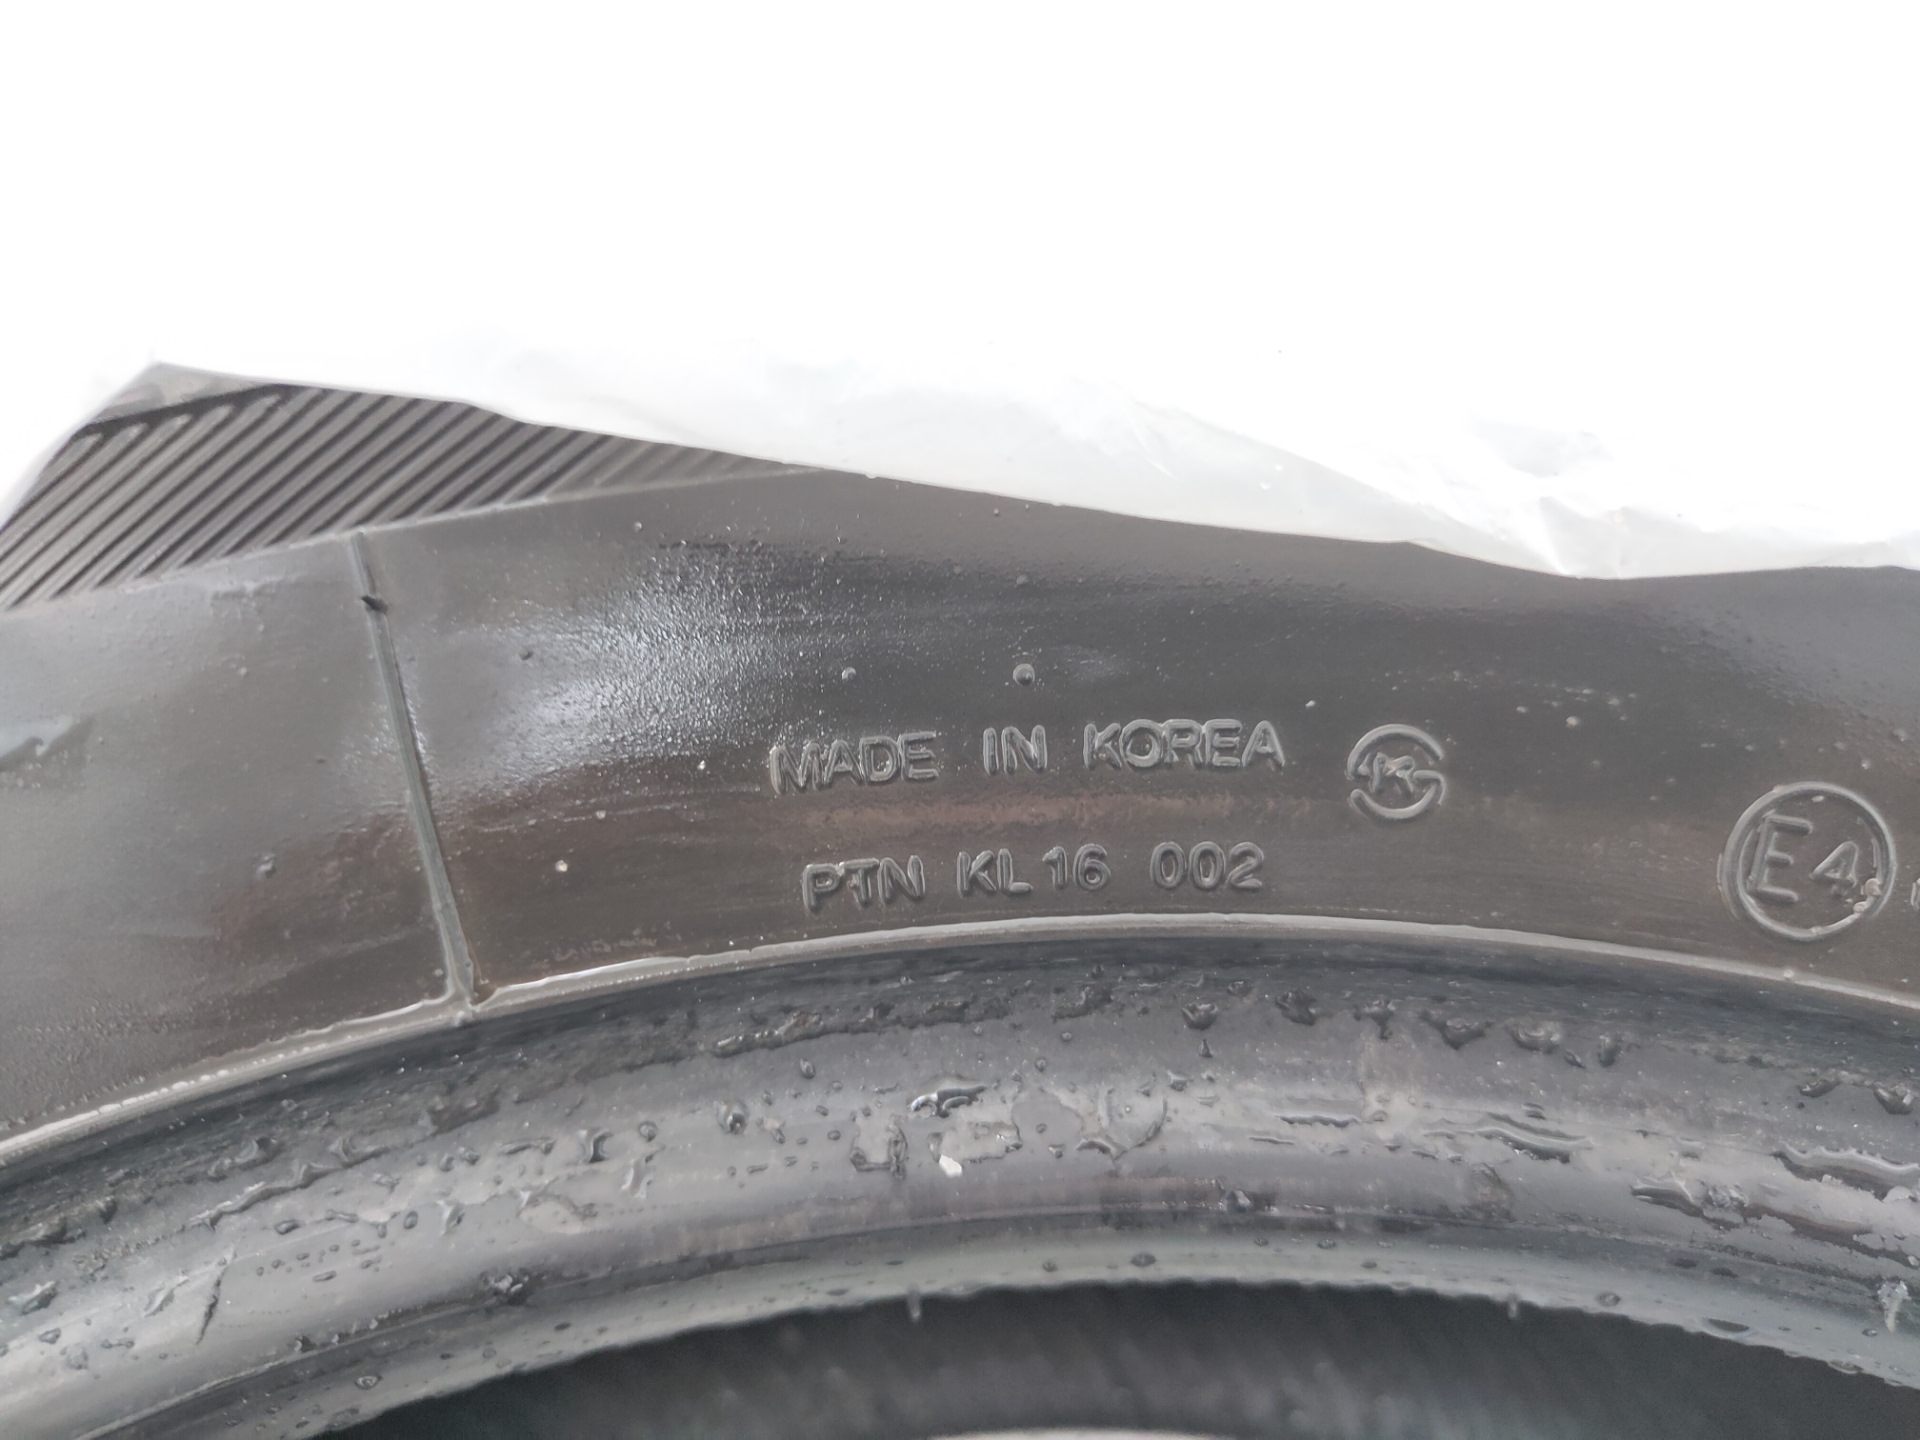 MADE IN KOREA K
PTN KL16 002
E4